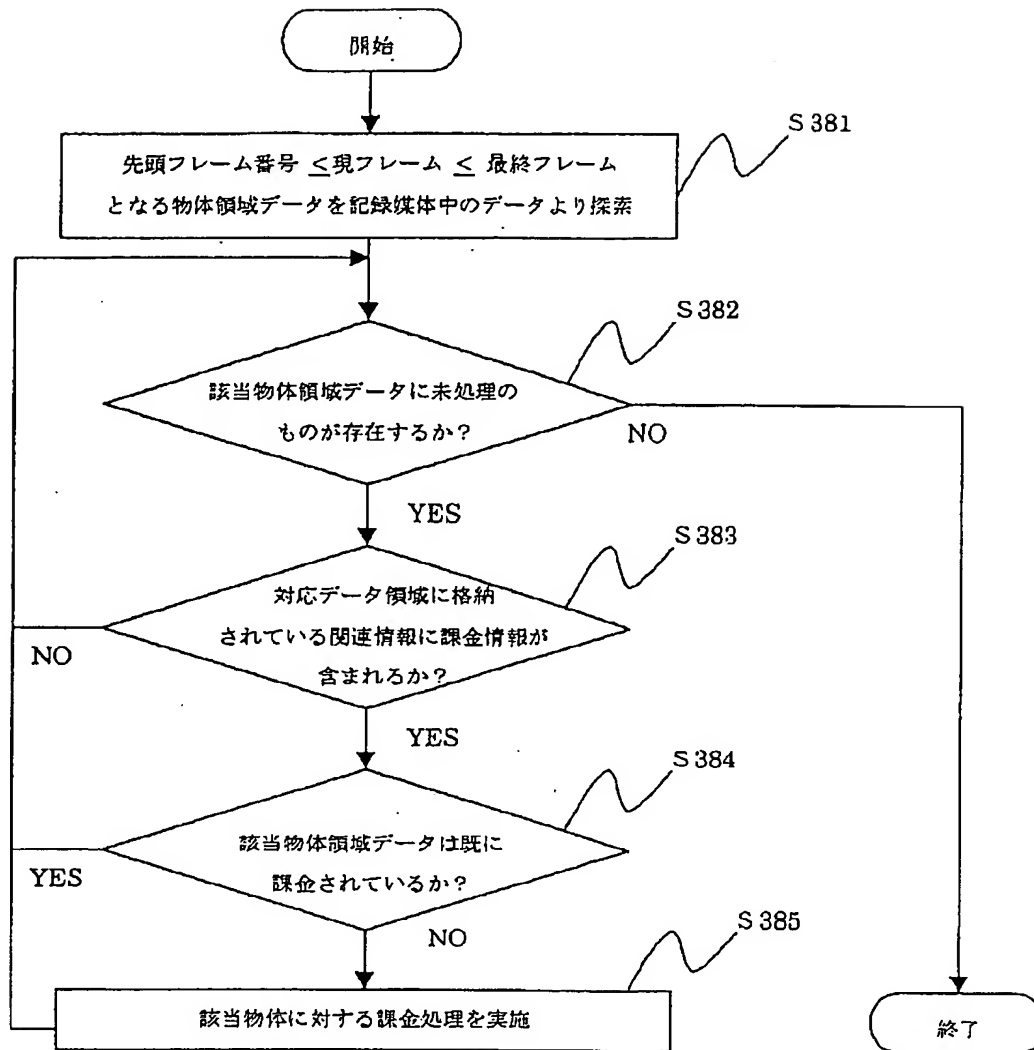 開始
S381
先頭フレーム番号 ≤現フレーム ≤ 最終フレーム
となる物体領域データを記録媒体中のデータより探索
S382
該当物体領域データに未処理の
ものが存在するか?
NO
YES
S383
対応データ領域に格納
されている関連情報に課金情報が
含まれるか?
NO
YES
S384
該当物体領域データは既に
課金されているか?
YES
NO
S385
該当物体に対する課金処理を実施
終了